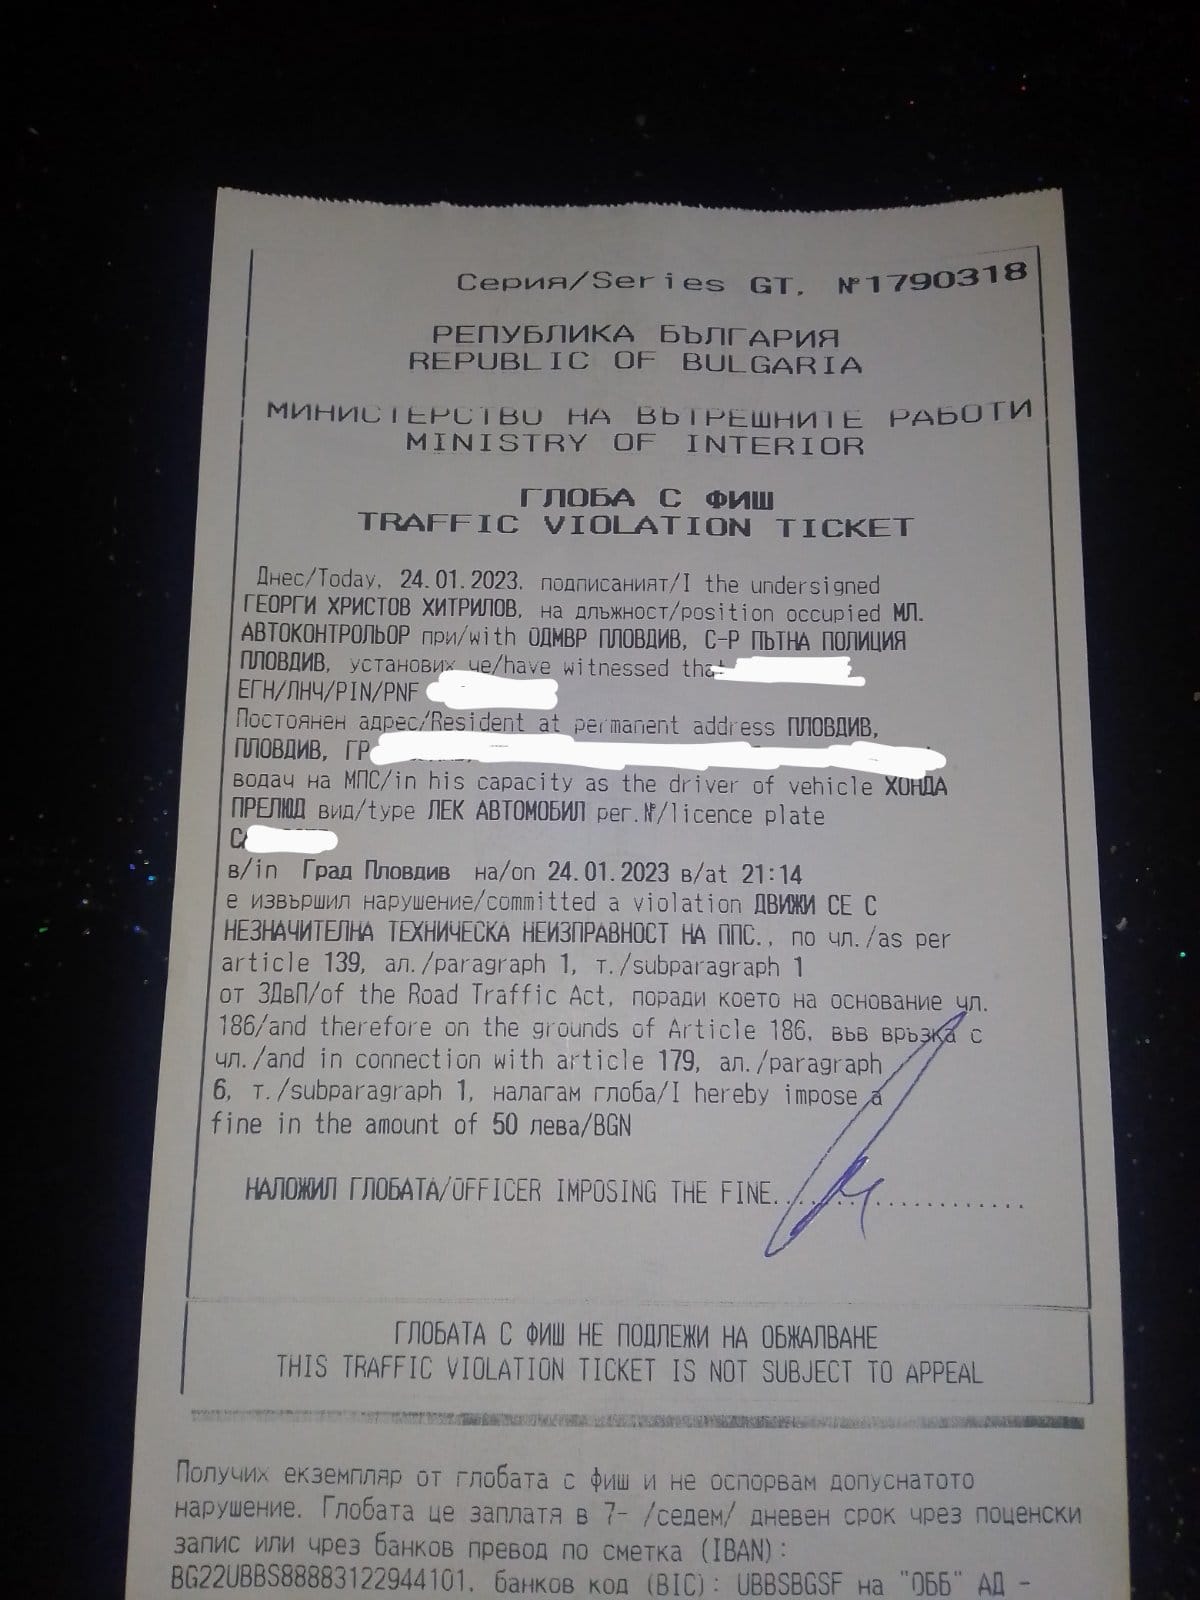 Серия/Series GT. №1790318
РЕПУБЛИКА БЪЛГАРИЯ
REPUBLIC OF BULGARIA
МИНИСТЕРСТВО НА ВЪТРЕШНИТЕ РАБОТИ
MINISTRY OF INTERIOR
ГЛОБА С ФИШ
TRAFFIC VIOLATION TICKET
Днес/Today, 24.01.2023, подписаният/I the undersigned
ГЕОРГИ ХРИСТОВ ХИТРИЛОВ, на длъжност/position occupied МЛ.
АВТОКОНТРОЛЬОР при/with ОДМВР ПЛОВДИВ, С-Р ПЪТНА ПОЛИЦИЯ
ПЛОВДИВ, установих че/have witnessed that
ЕГН/ЛНЧ/PIN/PNF
Постоянен адрес/Resident at permanent address ПЛОВДИВ,
ПЛОВДИВ, ГР
водач на МПС/in his capacity as the driver of vehicle ХОНДА
ПРЕЛЮД вид/type ЛЕК АВТОМОБИЛ рег.№/licence plate
в/in Град Пловдив на/on 24.01.2023 в/at 21:14
е извършил нарушение/committed a violation ДВИЖИ СЕ С
НЕЗНАЧИТЕЛНА ТЕХНИЧЕСКА НЕИЗПРАВНОСТ НА ППС., по чл./as per
article 139, ал./paragraph 1, т./subparagraph 1
от ЗДвП/of the Road Traffic Act, поради което на основание чл.
186/and therefore on the grounds of Article 186, във връзка с
чл./and in connection with article 179, ал./paragraph
6, т./subparagraph 1, налагам глоба/I hereby impose a
fine in the amount of 50 лева/BGN
НАЛОЖИЛ ГЛОБАТА/OFFICER IMPOSING THE FINE.......................
ГЛОБАТА С ФИШ НЕ ПОДЛЕЖИ НА ОБЖАЛВАНЕ
THIS TRAFFIC VIOLATION TICKET IS NOT SUBJECT TO APPEAL
Получих екземпляр от глобата с фиш и не оспорвам допуснатото
нарушение. Глобата ще заплатя в 7- /седем/ дневен срок чрез пощенски
запис или чрез банков превод по сметка (IBAN):
BG22UBBS88883122944101, банков код (BIC): UBBSBGSF на "ОББ" АД -